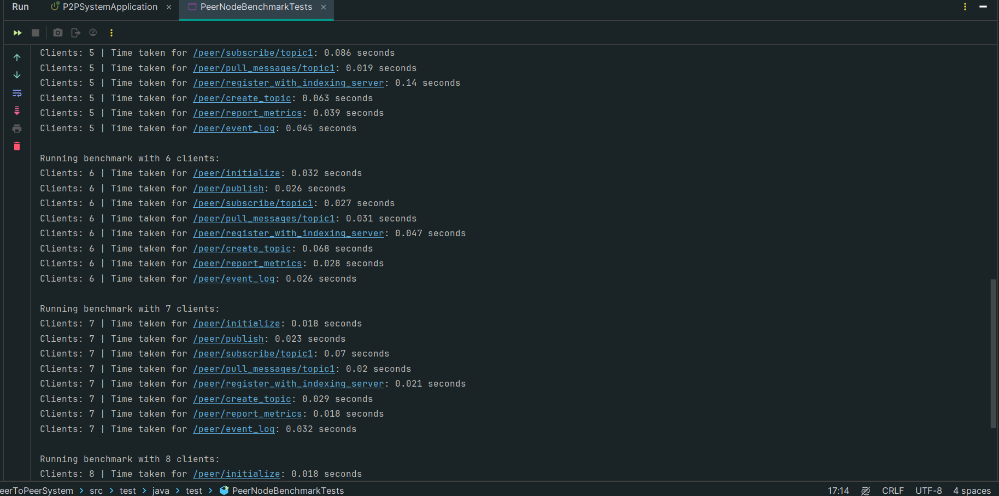 Run P2PSystemApplication × PeerNodeBenchmarkTests ×
Clients: 5 | Time taken for /peer/subscribe/topic1: 0.086 seconds
Clients: 5 | Time taken for /peer/pull_messages/topic1: 0.019 seconds
Clients: 5 | Time taken for /peer/register_with_indexing_server: 0.14 seconds
Clients: 5 | Time taken for /peer/create_topic: 0.063 seconds
Clients: 5 | Time taken for /peer/report_metrics: 0.039 seconds
Clients: 5 | Time taken for /peer/event_log: 0.045 seconds
Running benchmark with 6 clients:
Clients: 6 | Time taken for /peer/initialize: 0.032 seconds
Clients: 6 | Time taken for /peer/publish: 0.026 seconds
Clients: 6 | Time taken for /peer/subscribe/topic1: 0.027 seconds
Clients: 6 | Time taken for /peer/pull_messages/topic1: 0.031 seconds
Clients: 6 | Time taken for /peer/register_with_indexing_server: 0.047 seconds
Clients: 6 | Time taken for /peer/create_topic: 0.068 seconds
Clients: 6 | Time taken for /peer/report_metrics: 0.028 seconds
Clients: 6 | Time taken for /peer/event_log: 0.026 seconds
Running benchmark with 7 clients:
Clients: 7 | Time taken for /peer/initialize: 0.018 seconds
Clients: 7 | Time taken for /peer/publish: 0.023 seconds
Clients: 7 | Time taken for /peer/subscribe/topic1: 0.07 seconds
Clients: 7 | Time taken for /peer/pull_messages/topic1: 0.02 seconds
Clients: 7 | Time taken for /peer/register_with_indexing_server: 0.021 seconds
Clients: 7 | Time taken for /peer/create_topic: 0.029 seconds
Clients: 7 | Time taken for /peer/report_metrics: 0.018 seconds
Clients: 7 | Time taken for /peer/event_log: 0.032 seconds
Running benchmark with 8 clients:
Clients: 8 | Time taken for /peer/initialize: 0.018 seconds
eerToPeerSystem > src > test > java > test > PeerNodeBenchmarkTests 17:14 CRLF UTF-8 4 spaces